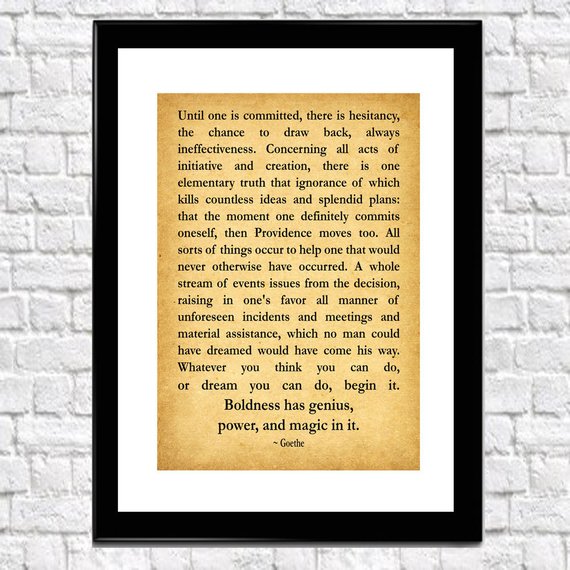 Until one is committed, there is hesitancy,
the chance to draw back, always
ineffectiveness. Concerning all acts of
initiative and creation, there is one
elementary truth that ignorance of which
kills countless ideas and splendid plans:
that the moment one definitely commits
oneself, then Providence moves too. All
sorts of things occur to help one that would
never otherwise have occurred. A whole
stream of events issues from the decision,
raising in one's favor all manner of
unforeseen incidents and meetings and
material assistance, which no man could
have dreamed would have come his way.
Whatever you think you can do,
or dream you can do, begin it.
Boldness has genius,
power, and magic in it.
~ Goethe